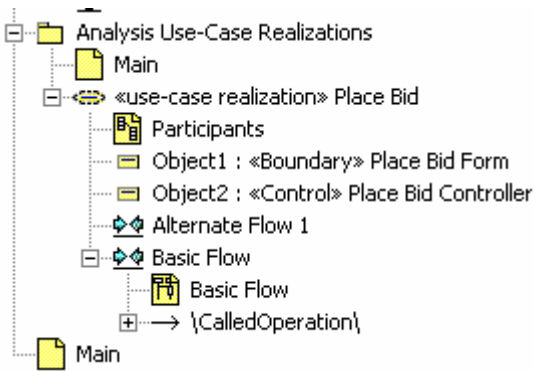 Analysis Use-Case Realizations
Main
«use-case realization» Place Bid
Participants
Object1 : «Boundary» Place Bid Form
Object2 : «Control» Place Bid Controller
Alternate Flow 1
Basic Flow
Basic Flow
\CalledOperation\
Main